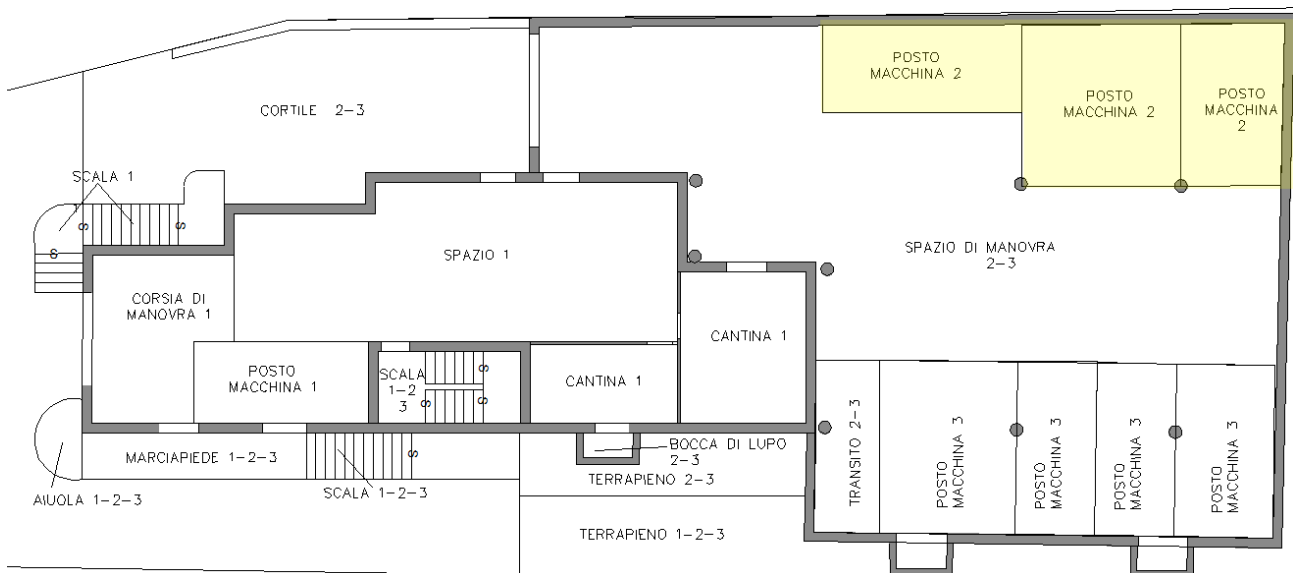 POSTO
MACCHINA 2
POSTO
MACCHINA 2
POSTO
MACCHINA
2
CORTILE 2-3
SCALA 1
S
S
SPAZIO 1
SPAZIO DI MANOVRA
2-3
CORSIA DI
MANOVRA 1
CANTINA 1
POSTO
MACCHINA 1
SCALA
1-2
3
S
S
S
CANTINA 1
TRANSITO 2-3
POSTO
MACCHINA 3
POSTO
MACCHINA 3
POSTO
MACCHINA 3
POSTO
MACCHINA 3
MARCIAPIEDE 1-2-3
S
BOCCA DI LUPO
2-3
TERRAPIENO 2-3
AIUOLA 1-2-3
SCALA 1-2-3
TERRAPIENO 1-2-3